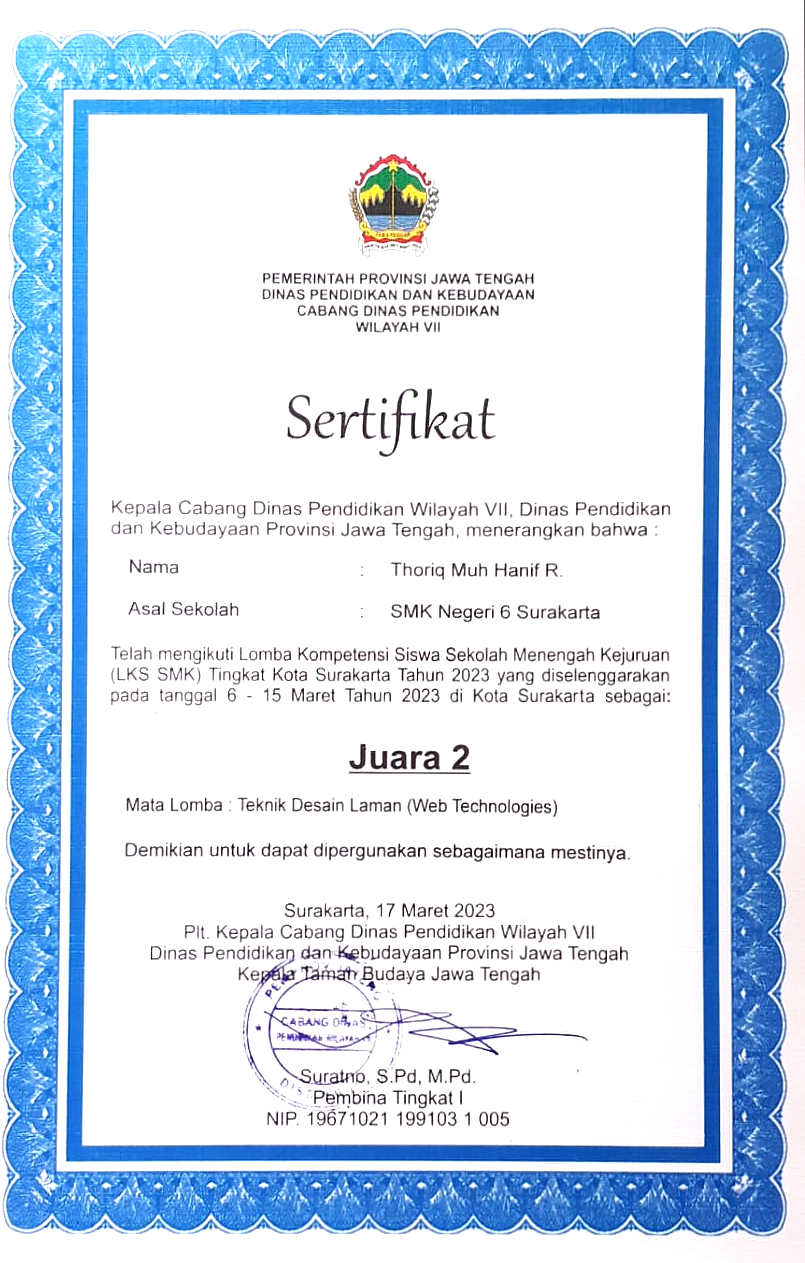 JAWA TENGAH
PEMERINTAH PROVINSI JAWA TENGAH
DINAS PENDIDIKAN DAN KEBUDAYAAN
CABANG DINAS PENDIDIKAN
WILAYAH VII
Sertifikat
Kepala Cabang Dinas Pendidikan Wilayah VII, Dinas Pendidikan
dan Kebudayaan Provinsi Jawa Tengah, menerangkan bahwa :
Nama : Thoriq Muh Hanif R.
Asal Sekolah : SMK Negeri 6 Surakarta
Telah mengikuti Lomba Kompetensi Siswa Sekolah Menengah Kejuruan
(LKS SMK) Tingkat Kota Surakarta Tahun 2023 yang diselenggarakan
pada tanggal 6 - 15 Maret Tahun 2023 di Kota Surakarta sebagai:
Juara 2
Mata Lomba : Teknik Desain Laman (Web Technologies)
Demikian untuk dapat dipergunakan sebagaimana mestinya.
Surakarta, 17 Maret 2023
Plt. Kepala Cabang Dinas Pendidikan Wilayah VII
Dinas Pendidikan dan Kebudayaan Provinsi Jawa Tengah
Kepala Taman Budaya Jawa Tengah
CABANG DINAS
PENDIDIKAN WILAYAH VII
Suratno, S.Pd, M.Pd.
Pembina Tingkat I
NIP. 19671021 199103 1 005